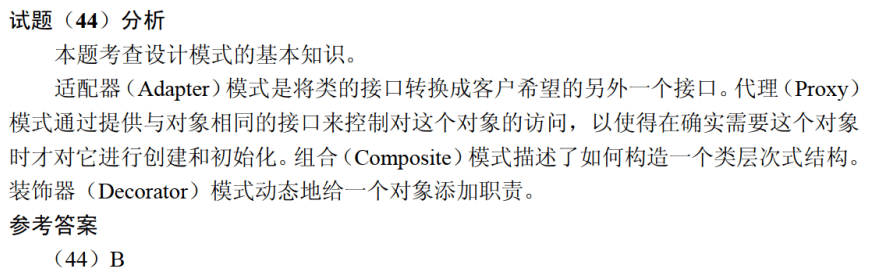 试题（44）分析
本题考查设计模式的基本知识。
适配器（Adapter）模式是将类的接口转换成客户希望的另外一个接口。代理（Proxy）
模式通过提供与对象相同的接口来控制对这个对象的访问，以使得在确实需要这个对象
时才对它进行创建和初始化。组合（Composite）模式描述了如何构造一个类层次式结构。
装饰器（Decorator）模式动态地给一个对象添加职责。
参考答案
（44）B